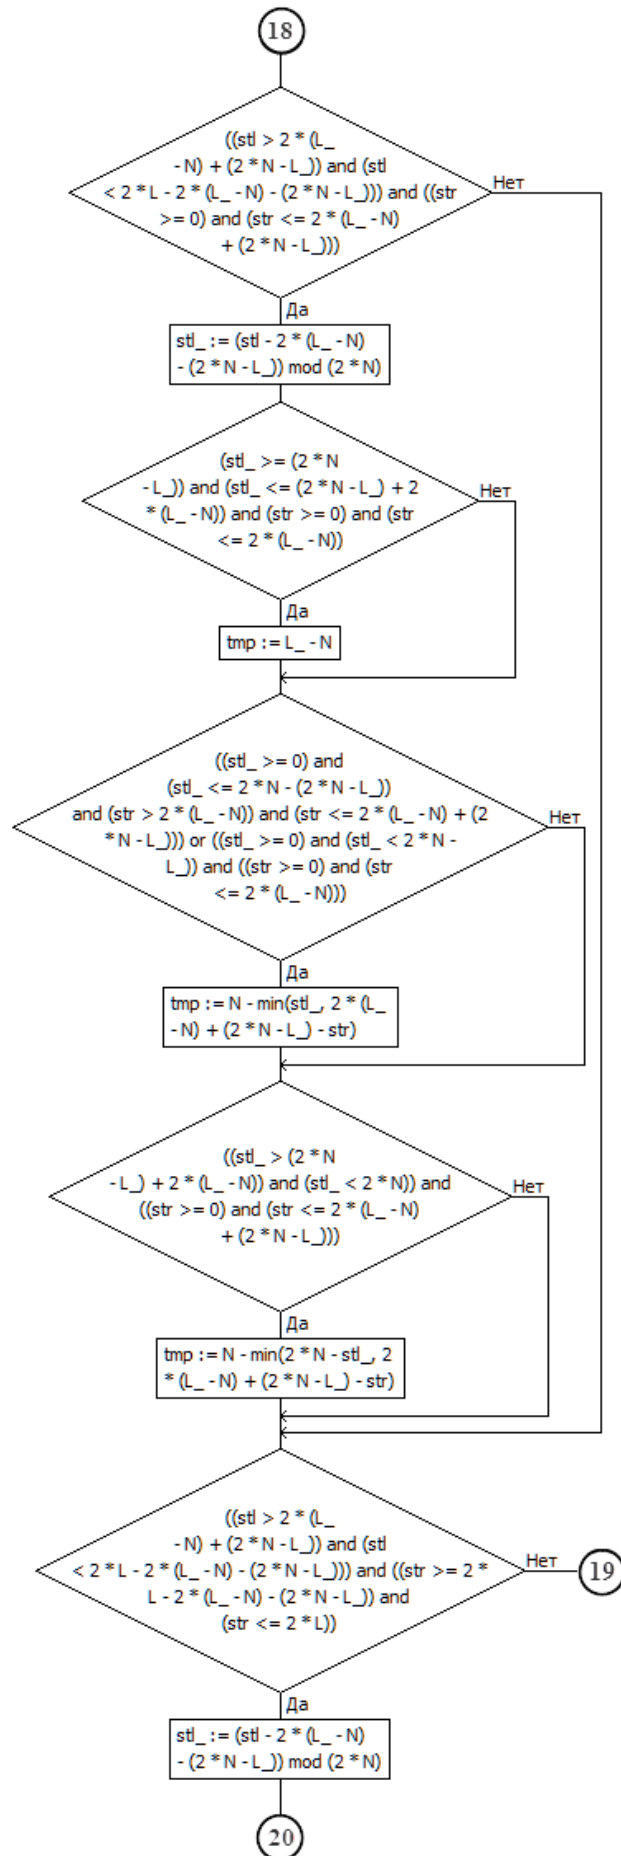 18
((stl > 2 * (L_
- N) + (2 * N - L_)) and (stl
< 2 * L - 2 * (L_ - N) - (2 * N - L_))) and ((str
>= 0) and (str <= 2 * (L_ - N)
+ (2 * N - L_)))
Нет
Да
stl_ := (stl - 2 * (L_ - N)
- (2 * N - L_)) mod (2 * N)
(stl_ >= (2 * N
- L_)) and (stl_ <= (2 * N - L_) + 2
* (L_ - N)) and (str >= 0) and (str
<= 2 * (L_ - N))
Нет
Да
tmp := L_ - N
((stl_ >= 0) and
(stl_ <= 2 * N - (2 * N - L_))
and (str > 2 * (L_ - N)) and (str <= 2 * (L_ - N) + (2
* N - L_))) or ((stl_ >= 0) and (stl_ < 2 * N -
L_)) and ((str >= 0) and (str
<= 2 * (L_ - N)))
Нет
Да
tmp := N - min(stl_, 2 * (L_
- N) + (2 * N - L_) - str)
((stl_ > (2 * N
- L_) + 2 * (L_ - N)) and (stl_ < 2 * N)) and
((str >= 0) and (str <= 2 * (L_ - N)
+ (2 * N - L_)))
Нет
Да
tmp := N - min(2 * N - stl_, 2
* (L_ - N) + (2 * N - L_) - str)
((stl > 2 * (L_
- N) + (2 * N - L_)) and (stl
< 2 * L - 2 * (L_ - N) - (2 * N - L_))) and ((str >= 2 *
L - 2 * (L_ - N) - (2 * N - L_)) and
(str <= 2 * L))
Нет
19
Да
stl_ := (stl - 2 * (L_ - N)
- (2 * N - L_)) mod (2 * N)
20